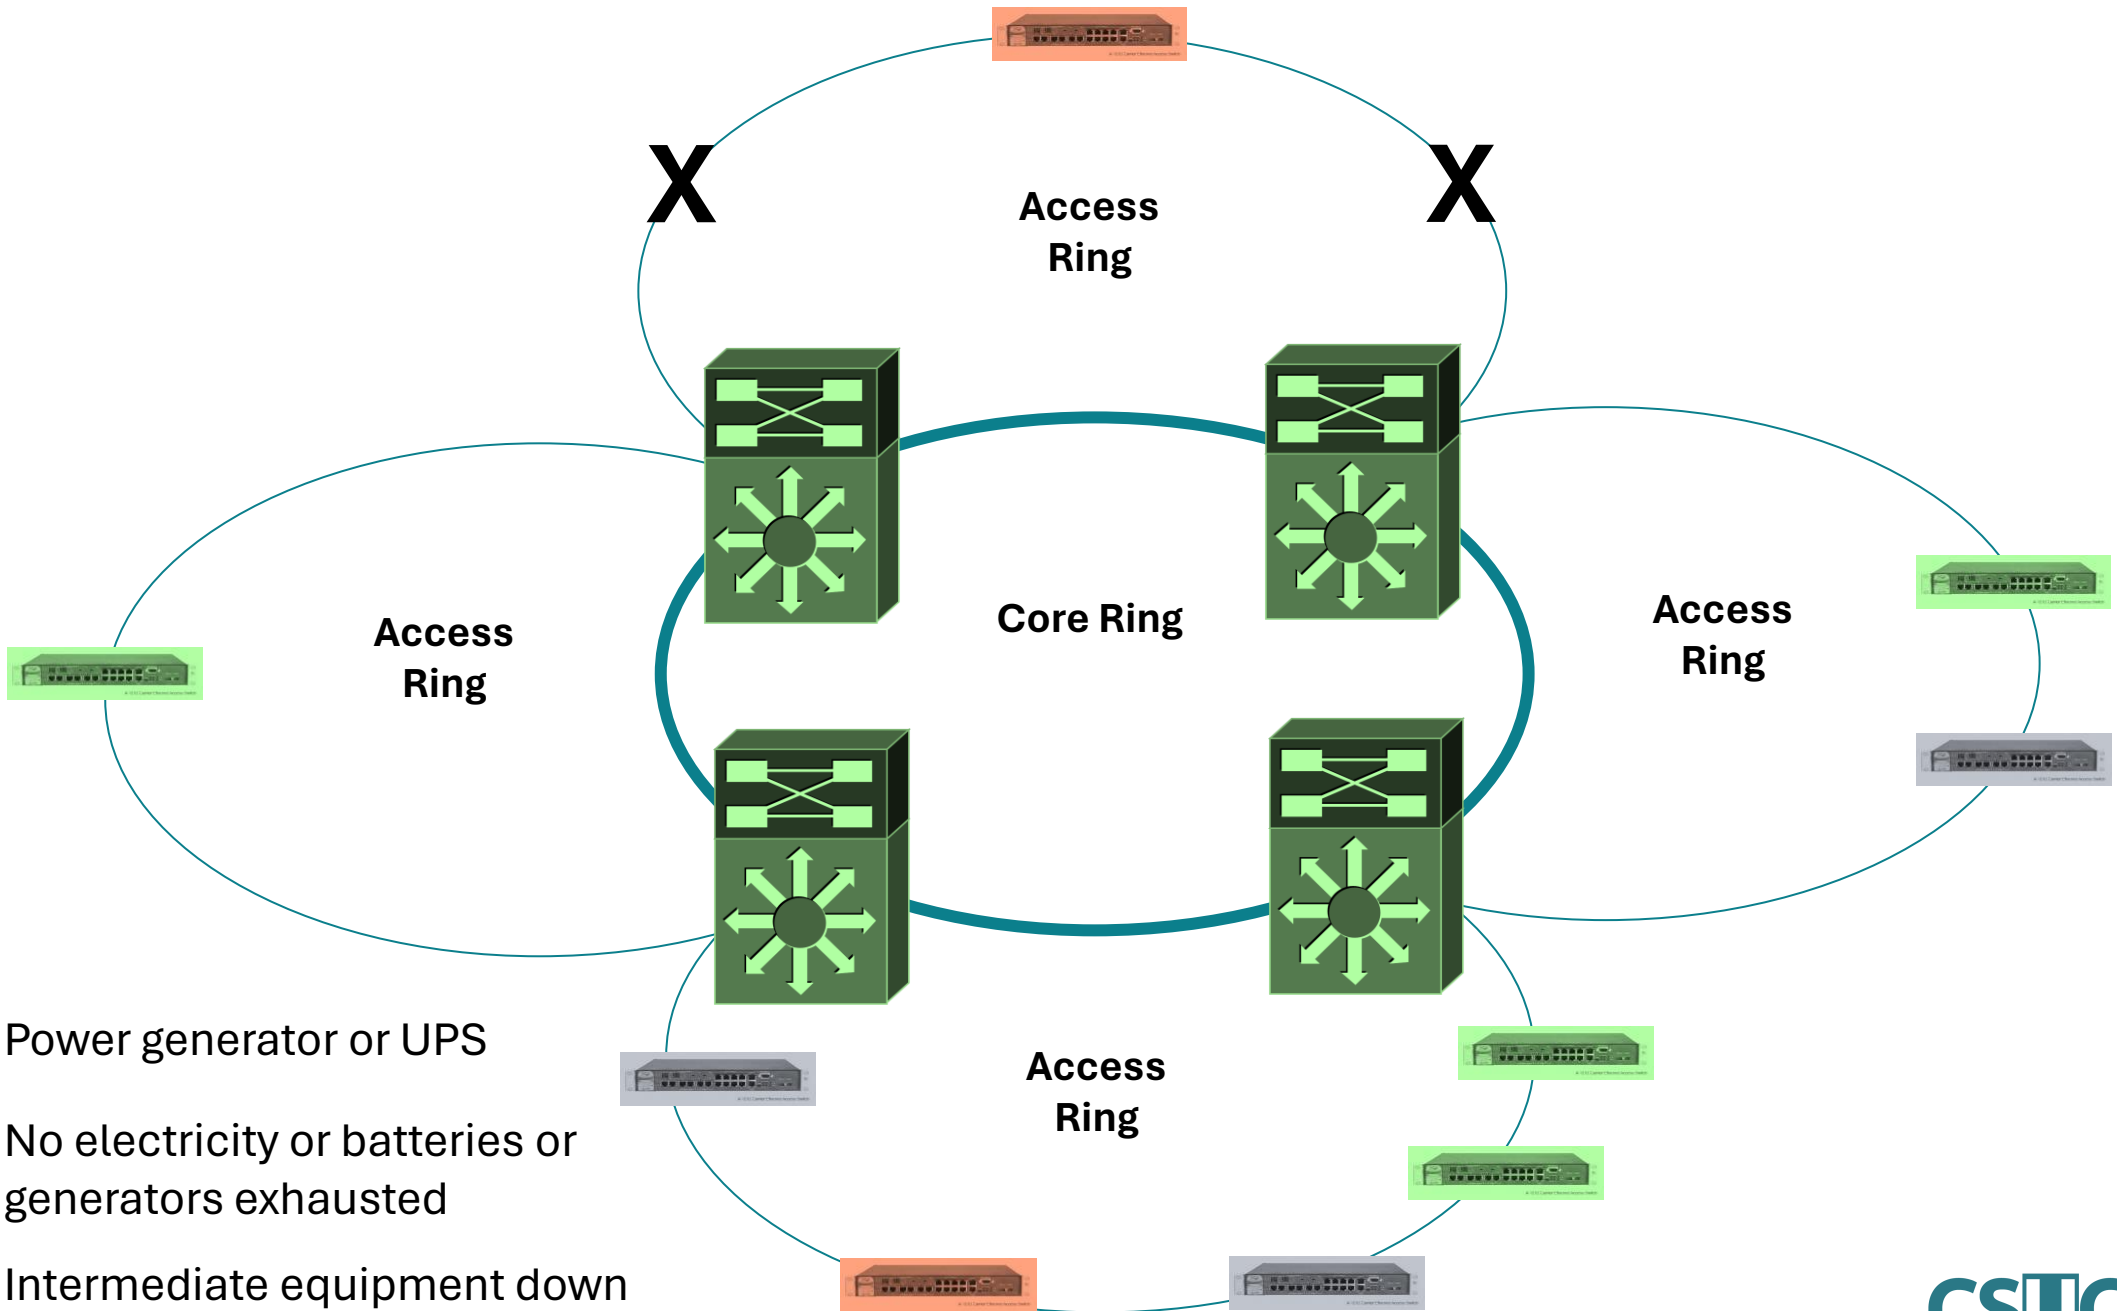 X
X
Access
Ring
Access
Ring
Core Ring
Access
Ring
Power generator or UPS
Access
Ring
No electricity or batteries or
generators exhausted
Intermediate equipment down